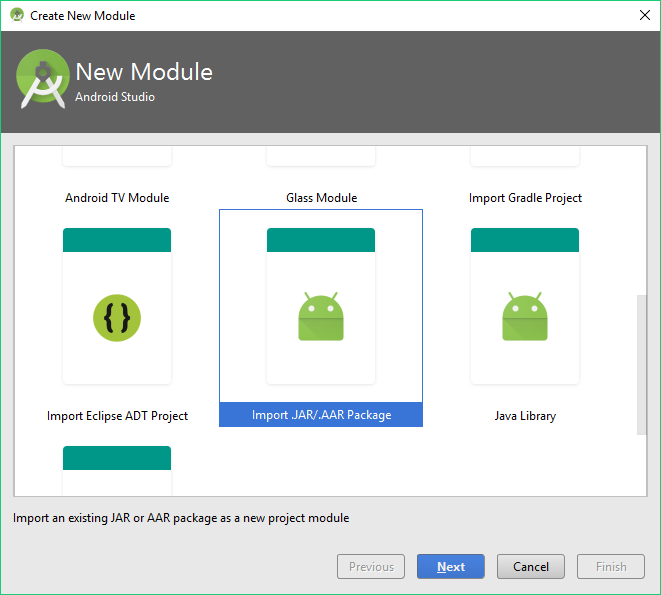 Create New Module
New Module
Android Studio
Android TV Module
Glass Module
Import Gradle Project
{}
Import Eclipse ADT Project
Import .JAR/.AAR Package
Java Library
Import an existing JAR or AAR package as a new project module
Previous
Next
Cancel
Finish